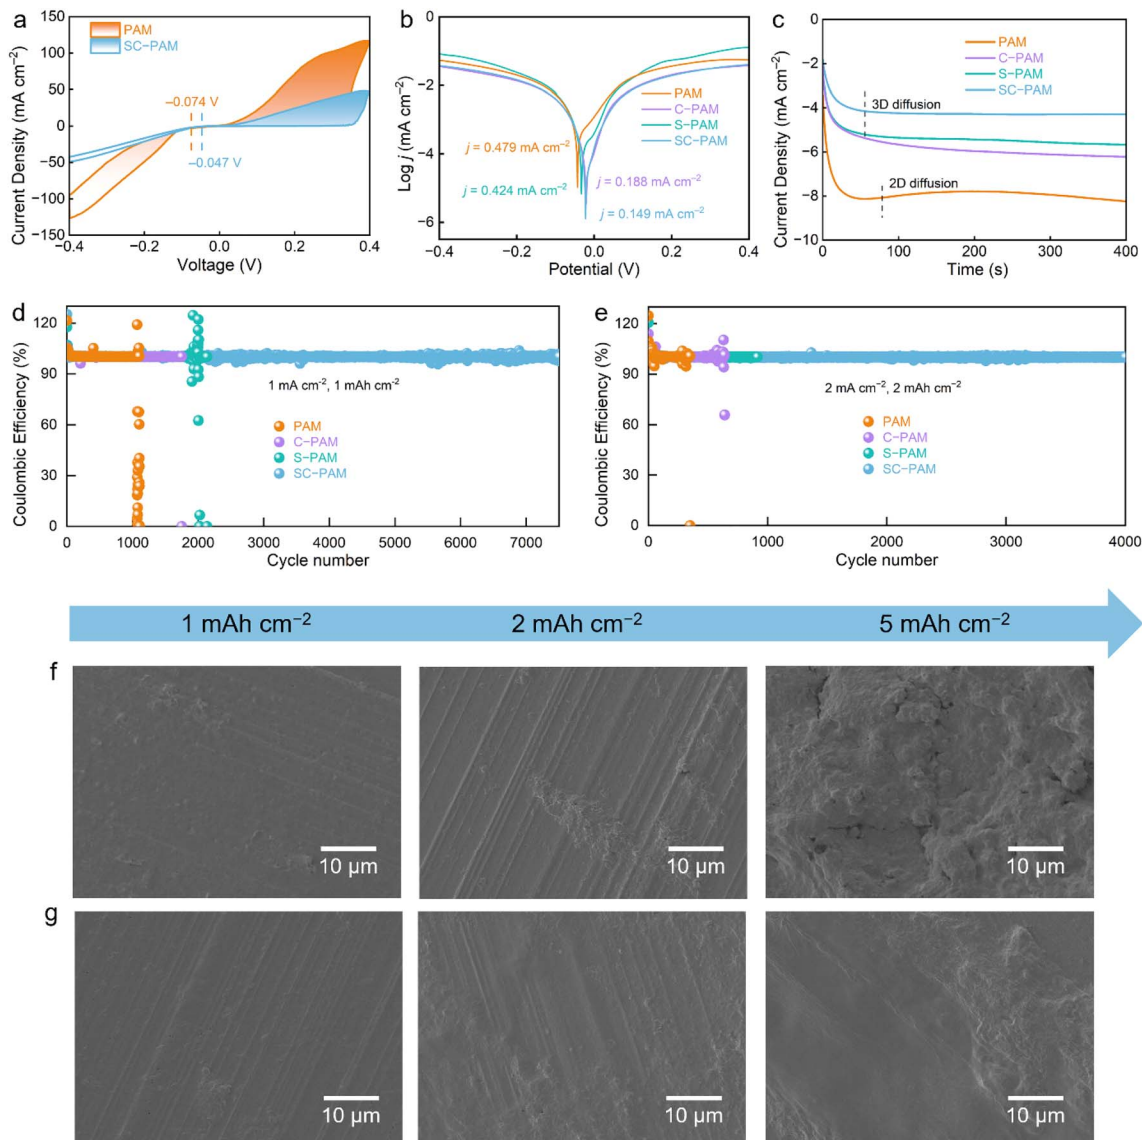 a
Current Density (mA cm−2)
150
100
50
0
−50
−100
−150
PAM
SC−PAM
−0.074 V
−0.047 V
−0.4
−0.2
0.0
0.2
0.4
Voltage (V)
b
Log j (mA cm−2)
0
−2
−4
−6
PAM
C−PAM
S−PAM
SC−PAM
j = 0.479 mA cm−2
j = 0.188 mA cm−2
j = 0.424 mA cm−2
j = 0.149 mA cm−2
−0.4
−0.2
0.0
0.2
0.4
Potential (V)
c
Current Density (mA cm−2)
−2
−4
−6
−8
−10
PAM
C−PAM
S−PAM
SC−PAM
3D diffusion
2D diffusion
0
100
200
300
400
Time (s)
d
Coulombic Efficiency (%)
120
90
60
30
0
1 mA cm-2, 1 mAh cm-2
PAM
C−PAM
S−PAM
SC−PAM
0
1000
2000
3000
4000
5000
6000
7000
Cycle number
e
Coulombic Efficiency (%)
120
90
60
30
0
2 mA cm−2, 2 mAh cm−2
PAM
C−PAM
S−PAM
SC−PAM
0
1000
2000
3000
4000
Cycle number
1 mAh cm−2
2 mAh cm−2
5 mAh cm−2
f
10 µm
10 µm
10 µm
g
10 µm
10 µm
10 µm